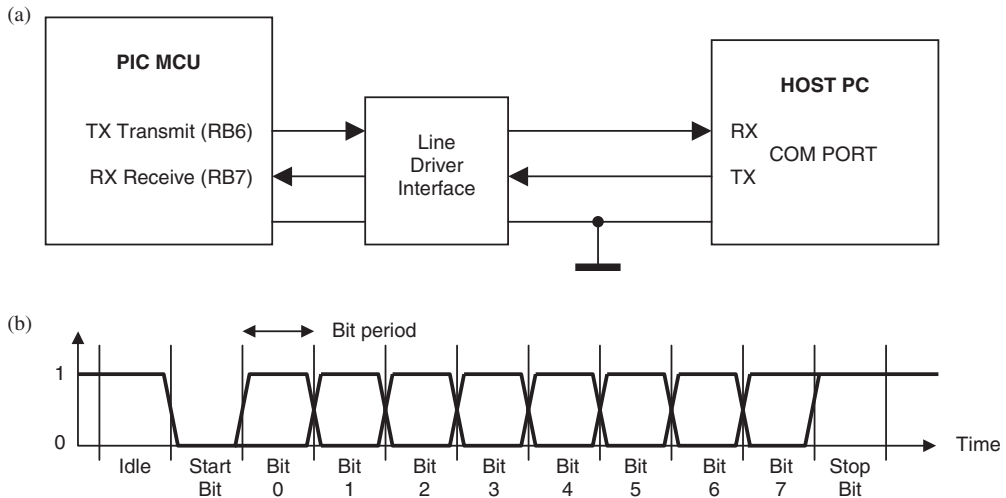 (a)
PIC MCU
TX Transmit (RB6)
RX Receive (RB7)
Line
Driver
Interface
HOST PC
RX
COM PORT
TX
(b)
Bit period
1
0
Time
Idle
Start
Bit
Bit
0
Bit
1
Bit
2
Bit
3
Bit
4
Bit
5
Bit
6
Bit
7
Stop
Bit